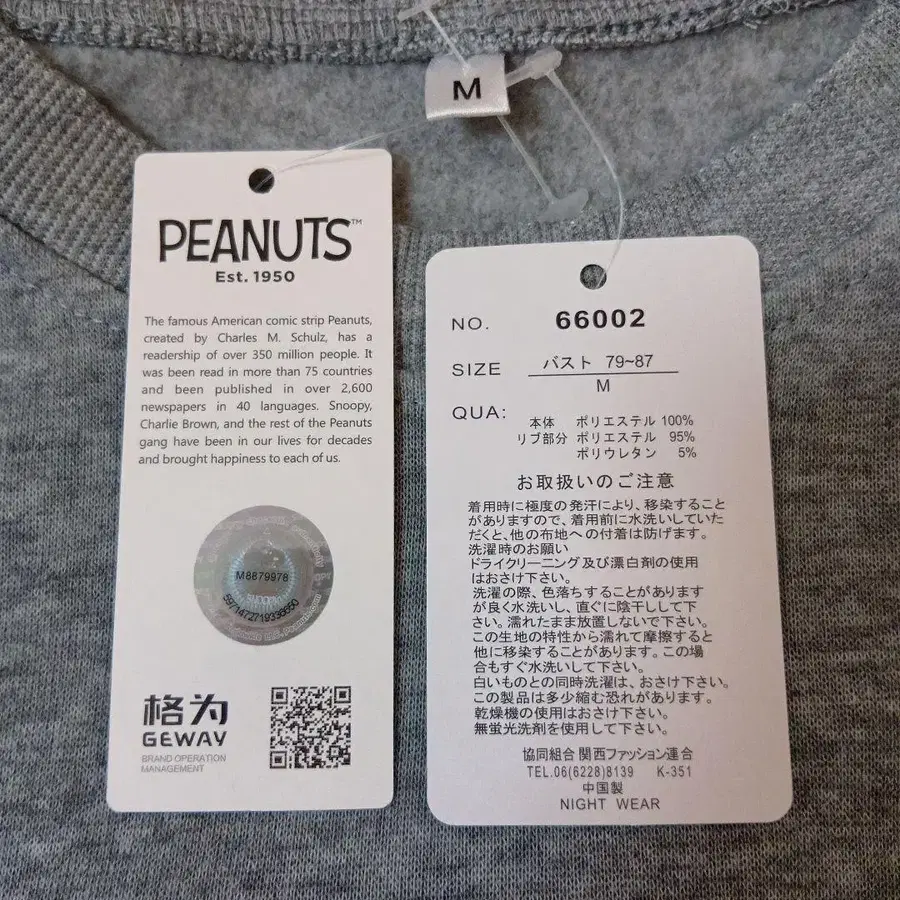 M
PEANUTS™
Est. 1950
The famous American comic strip Peanuts,
created by Charles M. Schulz, has a
readership of over 350 million people. It
was been read in more than 75 countries
and been published in over 2,600
newspapers in 40 languages. Snoopy,
Charlie Brown, and the rest of the Peanuts
gang have been in our lives for decades
and brought happiness to each of us.
M8879978
SNOOPY
格为
GEWAY
BRAND OPERATION
MANAGEMENT
NO. 66002
SIZE バスト 79~87
M
QUA:
本体 ポリエステル 100%
リブ部分 ポリエステル 95%
ポリウレタン 5%
お取扱いのご注意
着用時に極度の発汗により、移染すること
がありますので、着用前に水洗いしていた
だくと、他の布地への付着は防げます。
洗濯時のお願い
ドライクリーニング及び漂白剤の使用
はおさけ下さい。
洗濯の際、色落ちすることがあります
が良く水洗いし、直ぐに陰干しして下
さい。濡れたまま放置しないで下さい。
この生地の特性から濡れて摩擦すると
他に移染することがあります。この場
合もすぐ水洗いして下さい。
白いものとの同時洗濯は、おさけ下さい。
この製品は多少縮む恐れがあります。
乾燥機の使用はおさけ下さい。
無蛍光洗剤を使用して下さい。
協同組合 関西ファッション連合
TEL.06(6228)8139 K-351
中国製
NIGHT WEAR